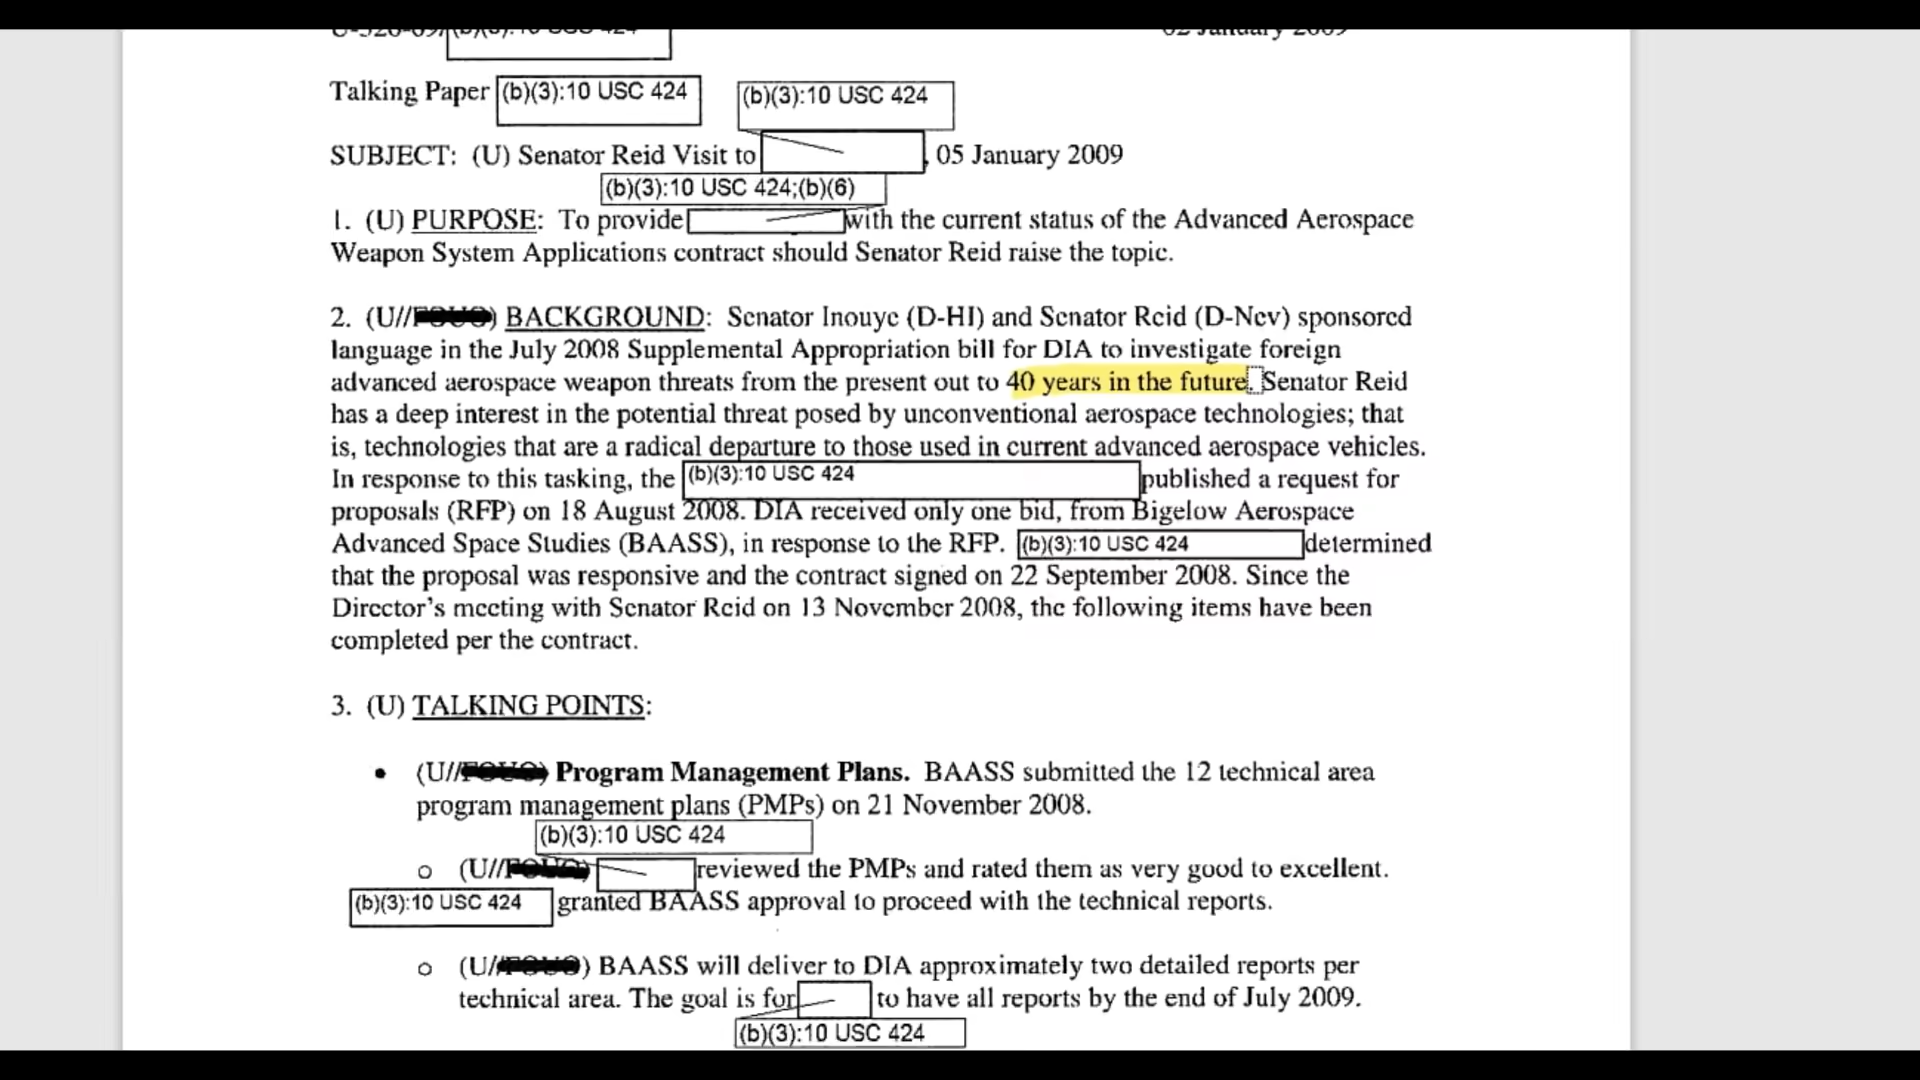 Talking Paper (b)(3):10 USC 424 (b)(3):10 USC 424
SUBJECT: (U) Senator Reid Visit to , 05 January 2009
(b)(3):10 USC 424;(b)(6)
1. (U) PURPOSE: To provide with the current status of the Advanced Aerospace
Weapon System Applications contract should Senator Reid raise the topic.
2. (U//FOUO) BACKGROUND: Senator Inouye (D-HI) and Senator Reid (D-Nev) sponsored
language in the July 2008 Supplemental Appropriation bill for DIA to investigate foreign
advanced aerospace weapon threats from the present out to 40 years in the future. Senator Reid
has a deep interest in the potential threat posed by unconventional aerospace technologies; that
is, technologies that are a radical departure to those used in current advanced aerospace vehicles.
In response to this tasking, the (b)(3):10 USC 424 published a request for
proposals (RFP) on 18 August 2008. DIA received only one bid, from Bigelow Aerospace
Advanced Space Studies (BAASS), in response to the RFP. (b)(3):10 USC 424 determined
that the proposal was responsive and the contract signed on 22 September 2008. Since the
Director's meeting with Senator Reid on 13 November 2008, the following items have been
completed per the contract.
3. (U) TALKING POINTS:
• (U//FOUO) Program Management Plans. BAASS submitted the 12 technical area
program management plans (PMPs) on 21 November 2008.
(b)(3):10 USC 424
o (U//FOUO) reviewed the PMPs and rated them as very good to excellent.
(b)(3):10 USC 424 granted BAASS approval to proceed with the technical reports.
o (U//FOUO) BAASS will deliver to DIA approximately two detailed reports per
technical area. The goal is for to have all reports by the end of July 2009.
(b)(3):10 USC 424